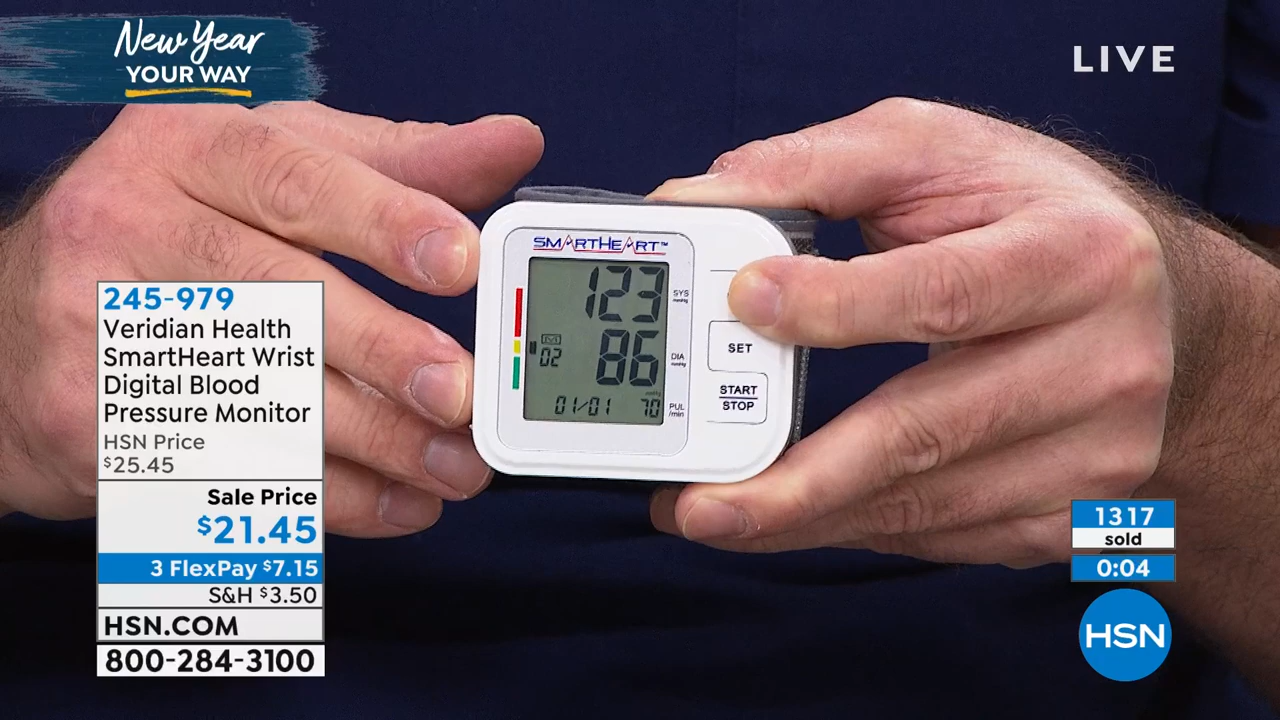 New Year
YOUR WAY
LIVE
245-979
Veridian Health
SmartHeart Wrist
Digital Blood
Pressure Monitor
HSN Price
$25.45
Sale Price
$21.45
3 FlexPay $7.15
S&H $3.50
HSN.COM
800-284-3100
SMARTHEART™
123
SYS
mmHg
86
DIA
mmHg
02
01/01
70
PUL
/min
SET
START
STOP
1317
sold
0:04
HSN